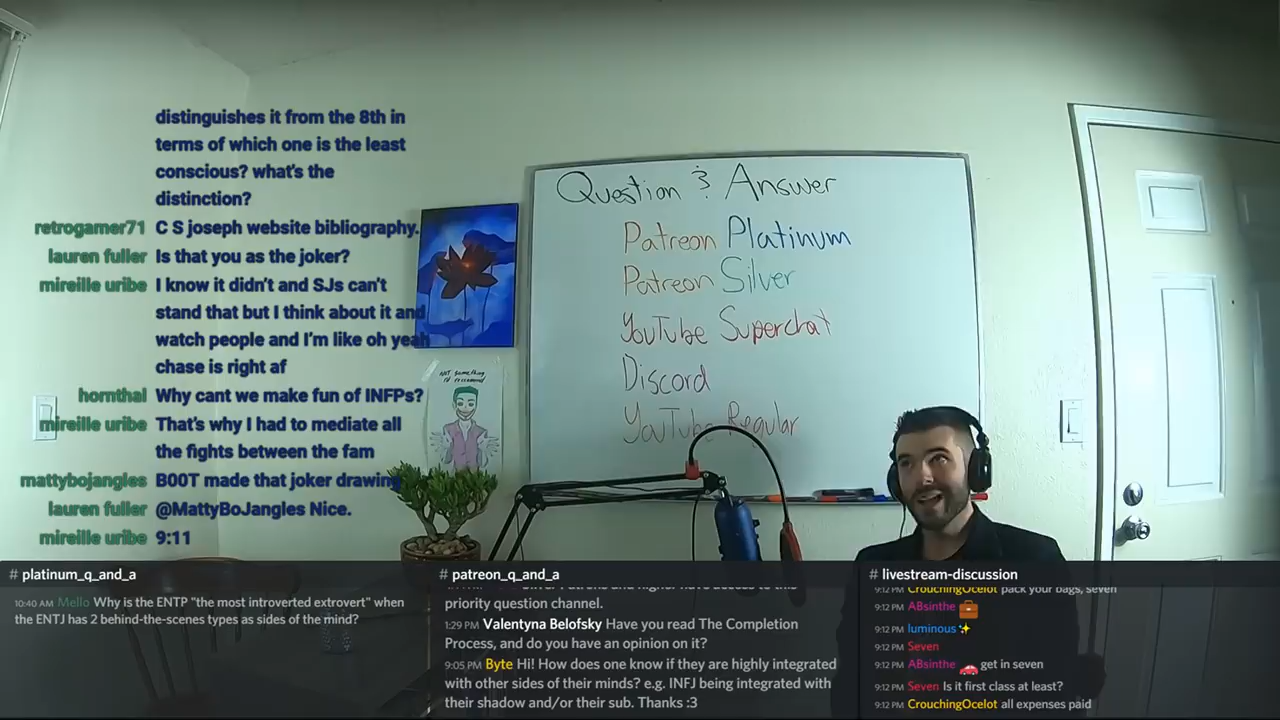 distinguishes it from the 8th in
terms of which one is the least
conscious? what's the
distinction?
retrogamer71 C S joseph website bibliography.
lauren fuller Is that you as the joker?
mireille uribe I know it didn't and SJs can't
stand that but I think about it and
watch people and I'm like oh yeah
chase is right af
hornthal Why cant we make fun of INFPs?
mireille uribe That's why I had to mediate all
the fights between the fam
mattybojangles B00T made that joker drawing
lauren fuller @MattyBoJangles Nice.
mireille uribe 9:11
NOT something
I'd recommend
Question & Answer
Patreon Platinum
Patreon Silver
YouTube Superchat
Discord
YouTube Regular
# platinum_q_and_a
10:40 AM Mello Why is the ENTP "the most introverted extrovert" when
the ENTJ has 2 behind-the-scenes types as sides of the mind?
# patreon_q_and_a
priority question channel.
1:29 PM Valentyna Belofsky Have you read The Completion
Process, and do you have an opinion on it?
9:05 PM Byte Hi! How does one know if they are highly integrated
with other sides of their minds? e.g. INFJ being integrated with
their shadow and/or their sub. Thanks :3
# livestream-discussion
9:12 PM CrouchingOcelot pack your bags, seven
9:12 PM ABsinthe
9:12 PM luminous
9:12 PM Seven
9:12 PM ABsinthe get in seven
9:12 PM Seven Is it first class at least?
9:12 PM CrouchingOcelot all expenses paid